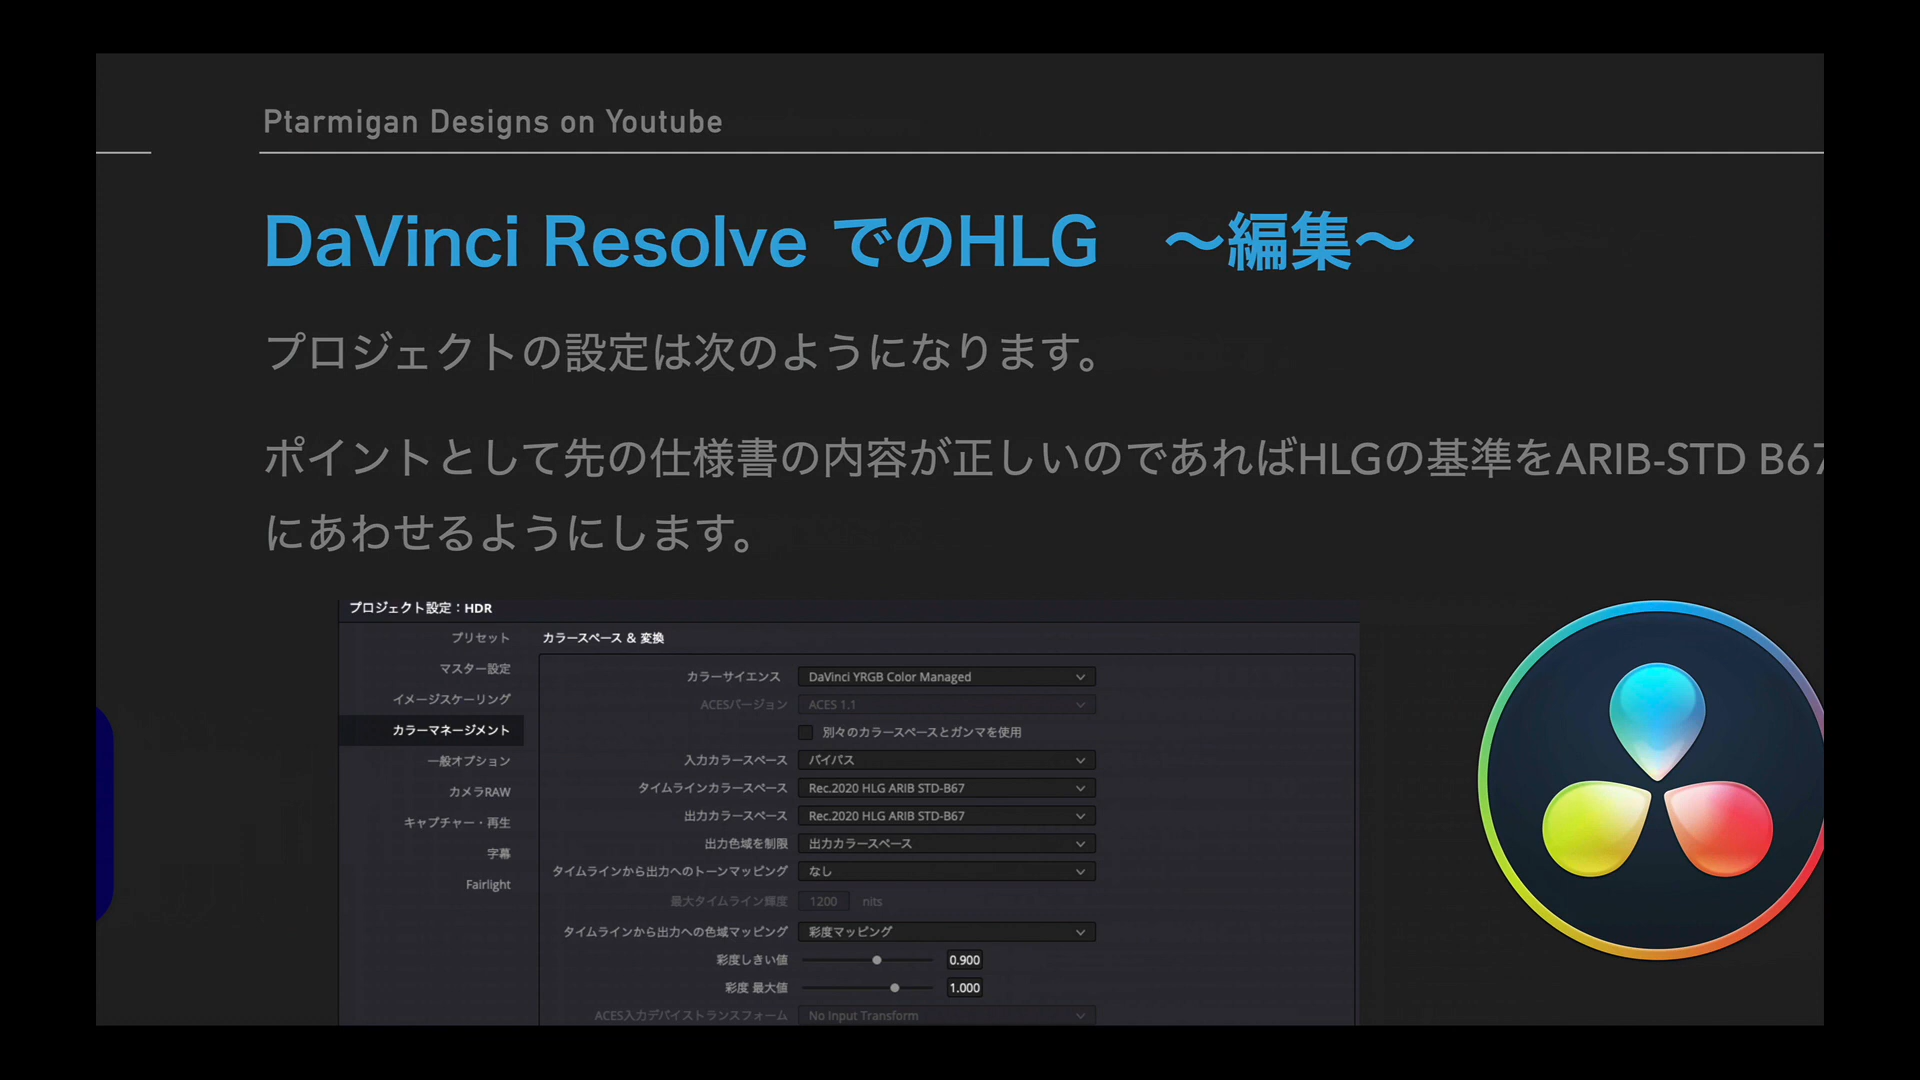 Ptarmigan Designs on Youtube
DaVinci Resolve でのHLG　〜編集〜
プロジェクトの設定は次のようになります。
ポイントとして先の仕様書の内容が正しいのであればHLGの基準をARIB-STD B67
にあわせるようにします。
プロジェクト設定：HDR
プリセット
マスター設定
イメージスケーリング
カラーマネージメント
一般オプション
カメラRAW
キャプチャー・再生
字幕
Fairlight
カラースペース & 変換
カラーサイエンス DaVinci YRGB Color Managed
ACESバージョン ACES 1.1
別々のカラースペースとガンマを使用
入力カラースペース バイパス
タイムラインカラースペース Rec.2020 HLG ARIB STD-B67
出力カラースペース Rec.2020 HLG ARIB STD-B67
出力色域を制限 出力カラースペース
タイムラインから出力へのトーンマッピング なし
最大タイムライン輝度 1200 nits
タイムラインから出力への色域マッピング 彩度マッピング
彩度しきい値 0.900
彩度 最大値 1.000
ACES入力デバイストランスフォーム No Input Transform